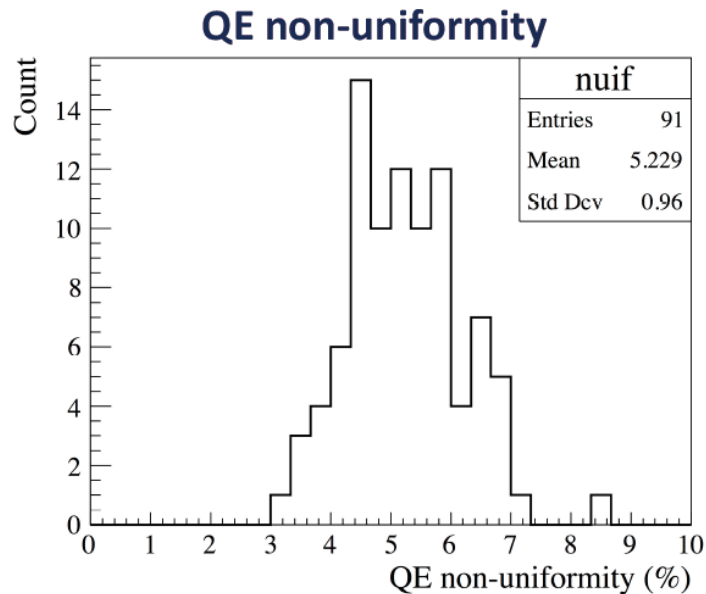 QE non-uniformity
Count
nuif
Entries 91
Mean 5.229
Std Dcv 0.96
14
12
10
8
6
4
2
0
0 1 2 3 4 5 6 7 8 9 10
QE non-uniformity (%)